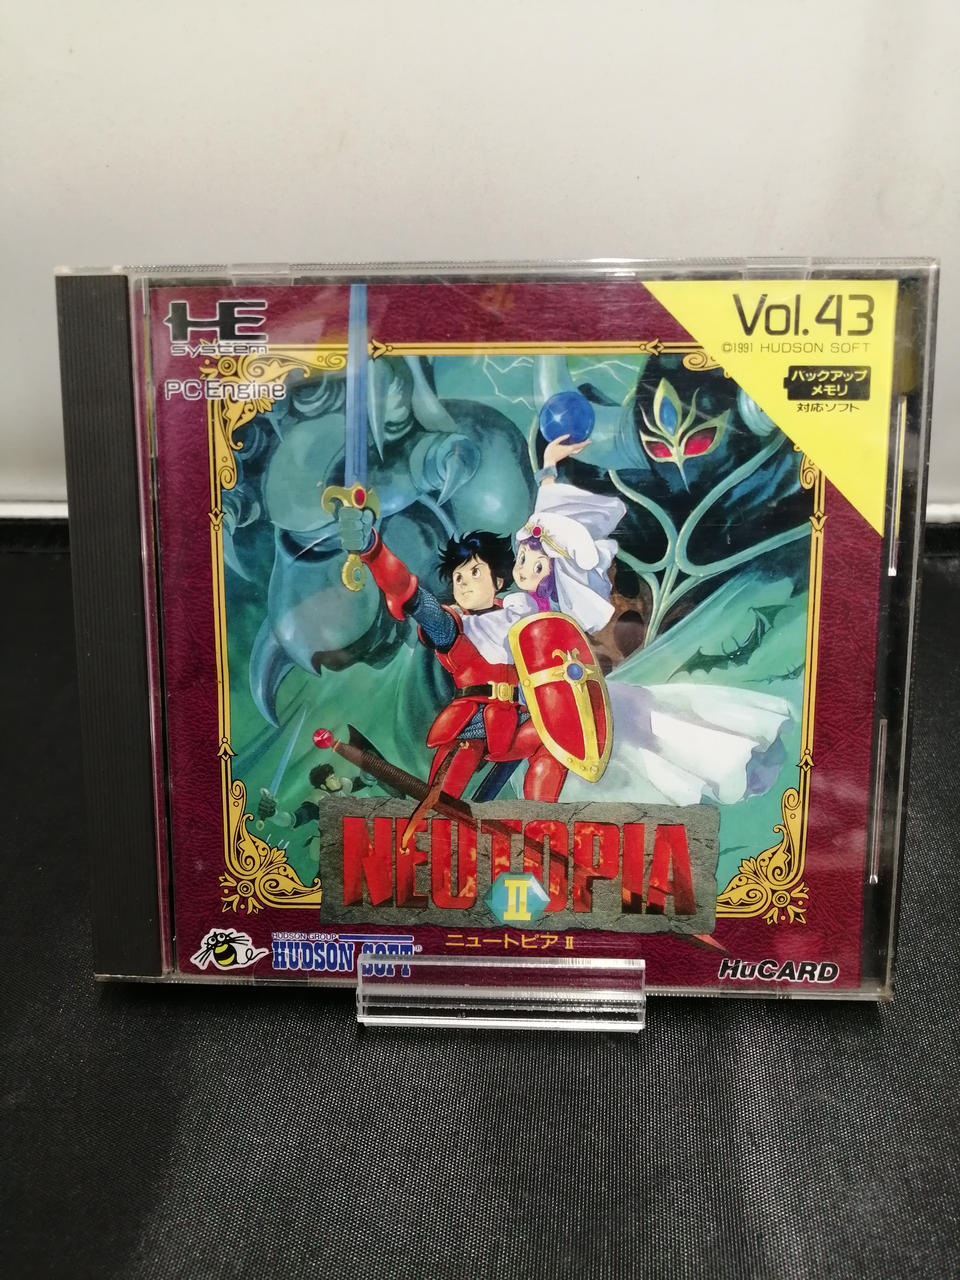 HE
system
PC Engine
Vol.43
©1991 HUDSON SOFT
バックアップ
メモリ
対応ソフト
NEUTOPIA
II
ニュートピアII
HUDSON GROUP
HUDSON SOFT®
HuCARD